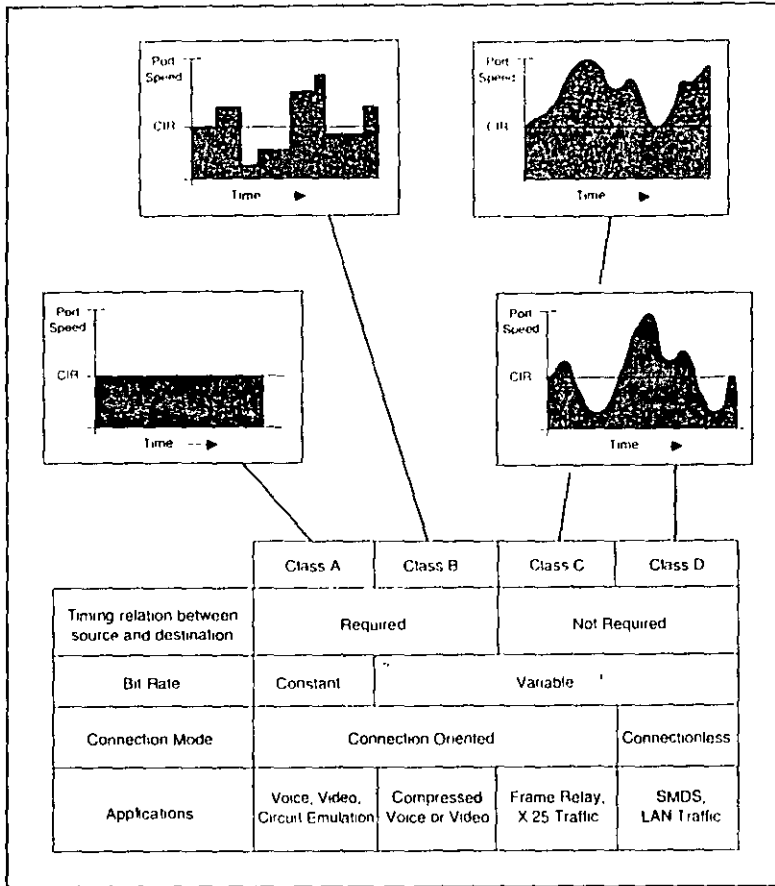 Port
Speed
CIR
Time
Port
Speed
CIR
Time
Port
Speed
CIR
Time
Port
Speed
CIR
Time
Class A
Class B
Class C
Class D
Timing relation between
source and destination
Required
Not Required
Bit Rate
Constant
Variable
Connection Mode
Connection Oriented
Connectionless
Applications
Voice, Video,
Circuit Emulation
Compressed
Voice or Video
Frame Relay,
X 25 Traffic
SMDS,
LAN Traffic